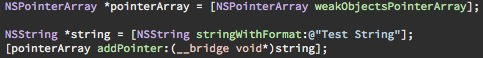 NSPointerArray *pointerArray = [NSPointerArray weakObjectsPointerArray];
NSString *string = [NSString stringWithFormat:@"Test String"];
[pointerArray addPointer:(__bridge void*)string];